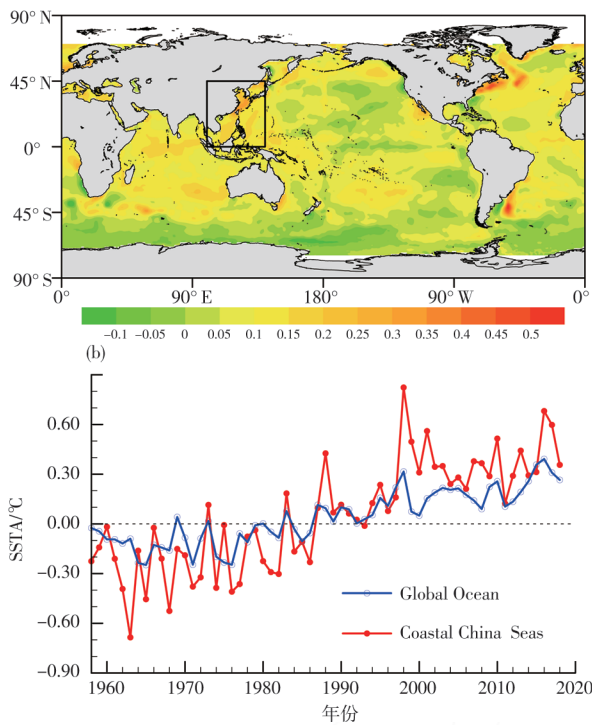 90° N
45° N
0°
45° S
90° S
0° 90° E 180° 90° W 0°
−0.1 −0.05 0 0.05 0.1 0.15 0.2 0.25 0.3 0.35 0.4 0.45 0.5
(b)
SSTA/℃
0.60
0.30
0.00
−0.30
−0.60
−0.90
Global Ocean
Coastal China Seas
1960 1970 1980 1990 2000 2010 2020
年份